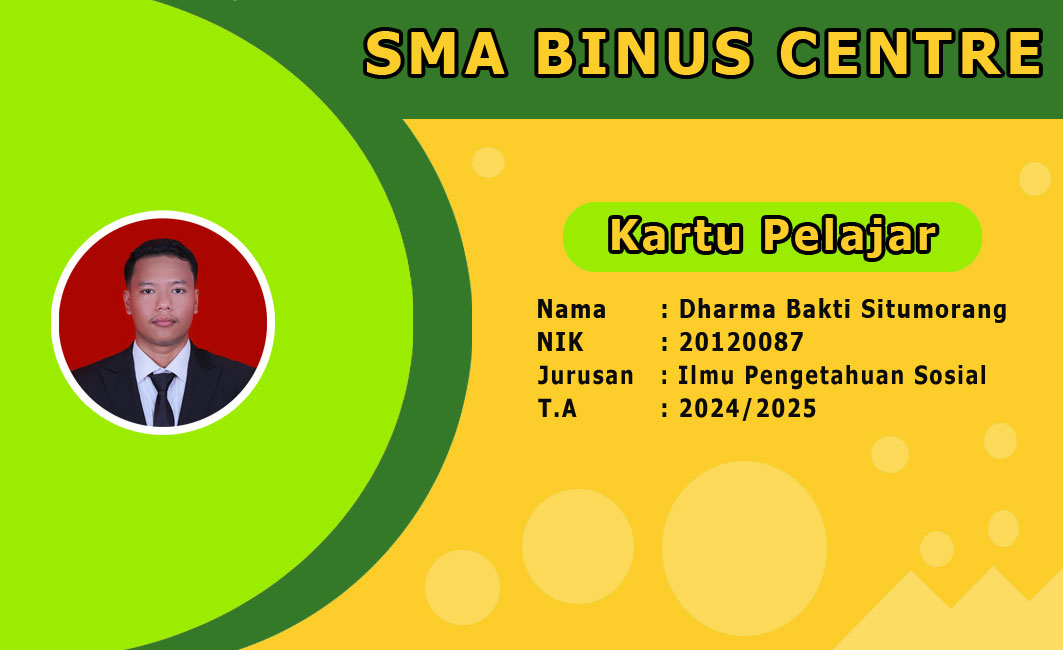 SMA BINUS CENTRE
Kartu Pelajar
Nama : Dharma Bakti Situmorang
NIK : 20120087
Jurusan : Ilmu Pengetahuan Sosial
T.A : 2024/2025